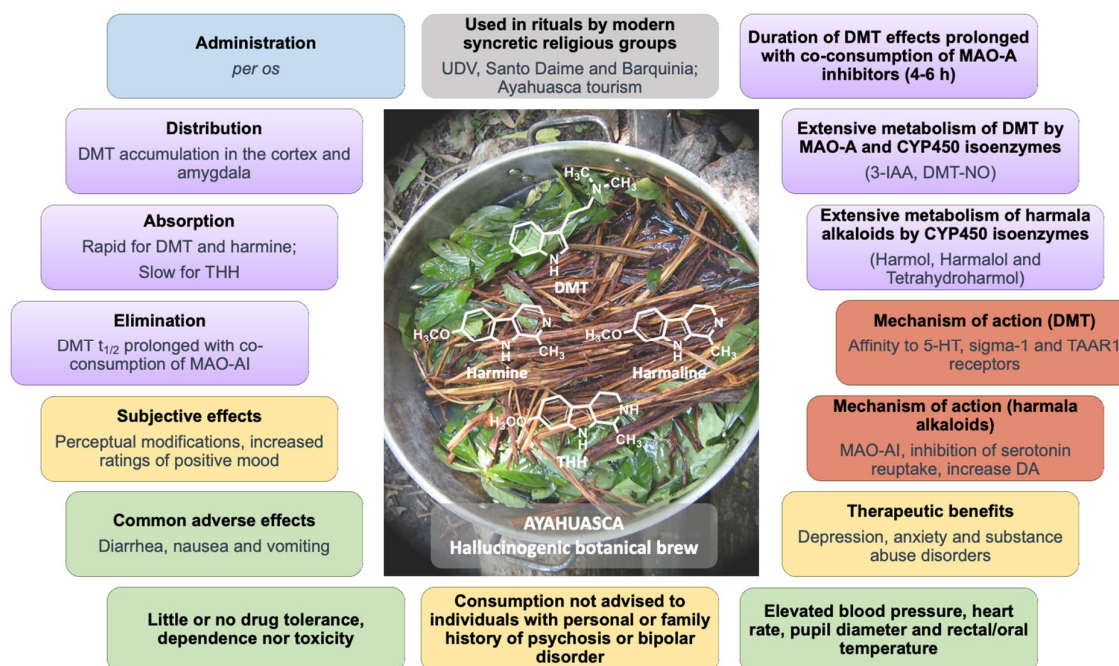 Administration
per os
Used in rituals by modern
syncretic religious groups
UDV, Santo Daime and Barquinia;
Ayahuasca tourism
Duration of DMT effects prolonged
with co-consumption of MAO-A
inhibitors (4-6 h)
Distribution
DMT accumulation in the cortex and
amygdala
Extensive metabolism of DMT by
MAO-A and CYP450 isoenzymes
(3-IAA, DMT-NO)
Absorption
Rapid for DMT and harmine;
Slow for THH
Extensive metabolism of harmala
alkaloids by CYP450 isoenzymes
(Harmol, Harmalol and
Tetrahydroharmol)
Elimination
DMT t1/2 prolonged with co-
consumption of MAO-AI
Mechanism of action (DMT)
Affinity to 5-HT, sigma-1 and TAAR1
receptors
Subjective effects
Perceptual modifications, increased
ratings of positive mood
Mechanism of action (harmala
alkaloids)
MAO-AI, inhibition of serotonin
reuptake, increase DA
Common adverse effects
Diarrhea, nausea and vomiting
Therapeutic benefits
Depression, anxiety and substance
abuse disorders
H3C
N
CH3
NH
DMT
H3CO
N
NH
CH3
Harmine
H3CO
N
NH
CH3
Harmaline
H3CO
NH
NH
CH3
THH
AYAHUASCA
Hallucinogenic botanical brew
Little or no drug tolerance,
dependence nor toxicity
Consumption not advised to
individuals with personal or family
history of psychosis or bipolar
disorder
Elevated blood pressure, heart
rate, pupil diameter and rectal/oral
temperature